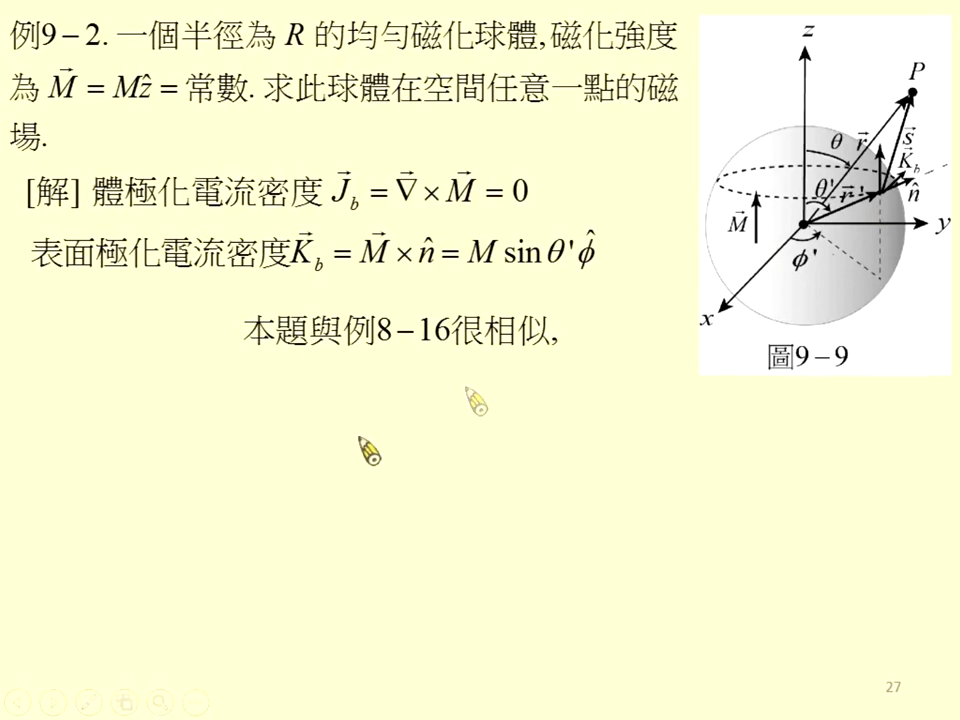 例9－2. 一個半徑為 R 的均勻磁化球體,磁化強度
為 M⃗ = Mẑ = 常數. 求此球體在空間任意一點的磁
場.
[解] 體極化電流密度 J⃗_b = ∇⃗ × M⃗ = 0
表面極化電流密度 K⃗_b = M⃗ × n̂ = M sin θ' ϕ̂
本題與例8－16很相似,
z
P
θ
r⃗
s⃗
K⃗_b
θ'
r⃗'
n̂
M⃗
y
ϕ'
x
圖9－9
27